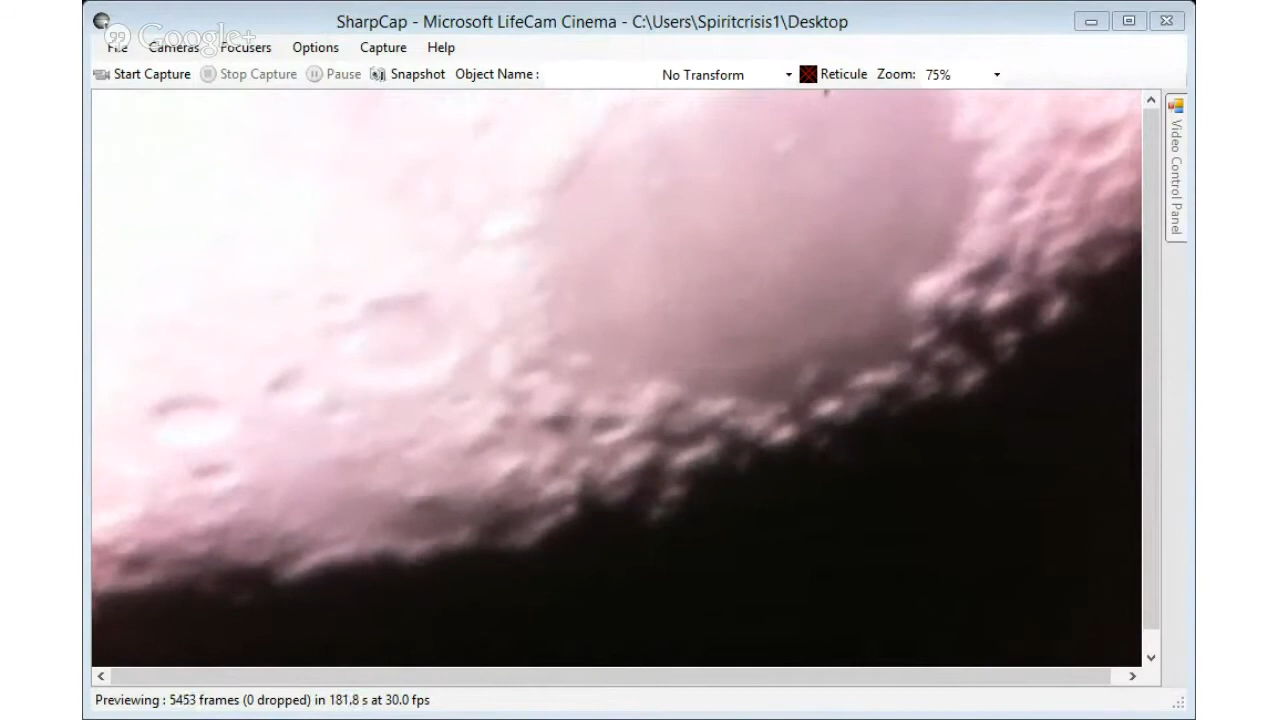 SharpCap - Microsoft LifeCam Cinema - C:\Users\Spiritcrisis1\Desktop
Google+
File Cameras Focusers Options Capture Help
Start Capture Stop Capture Pause Snapshot Object Name : No Transform Reticule Zoom: 75%
Video Control Panel
Previewing : 5453 frames (0 dropped) in 181.8 s at 30.0 fps